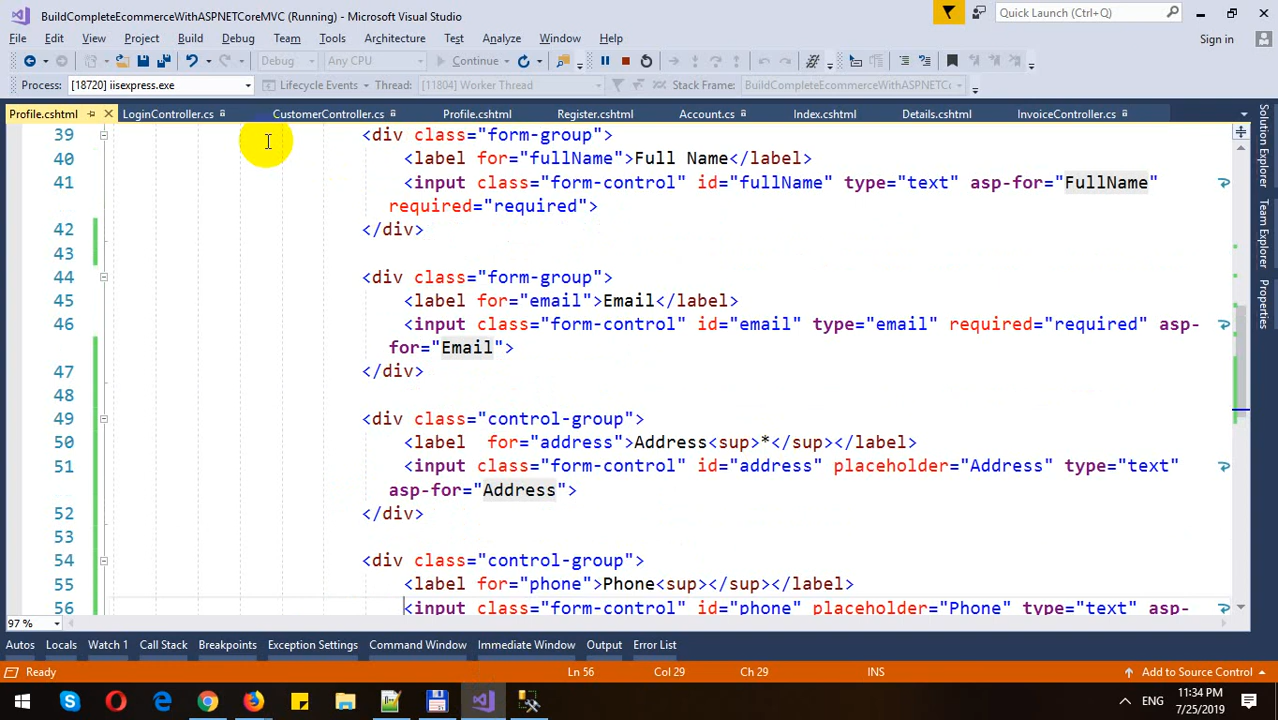 BuildCompleteEcommerceWithASPNETCoreMVC (Running) - Microsoft Visual Studio
Quick Launch (Ctrl+Q)
File Edit View Project Build Debug Team Tools Architecture Test Analyze Window Help
Sign in
Debug Any CPU Continue
Process: [18720] iisexpress.exe Lifecycle Events Thread: [11804] Worker Thread Stack Frame: BuildCompleteEcommerceWithASPNETCore
Profile.cshtml LoginController.cs CustomerController.cs Profile.cshtml Register.cshtml Account.cs Index.cshtml Details.cshtml InvoiceController.cs
39 <div class="form-group">
40 <label for="fullName">Full Name</label>
41 <input class="form-control" id="fullName" type="text" asp-for="FullName"
required="required">
42 </div>
43
44 <div class="form-group">
45 <label for="email">Email</label>
46 <input class="form-control" id="email" type="email" required="required" asp-
for="Email">
47 </div>
48
49 <div class="control-group">
50 <label  for="address">Address<sup>*</sup></label>
51 <input class="form-control" id="address" placeholder="Address" type="text"
asp-for="Address">
52 </div>
53
54 <div class="control-group">
55 <label for="phone">Phone<sup></sup></label>
56 <input class="form-control" id="phone" placeholder="Phone" type="text" asp-
Solution Explorer
Team Explorer
Properties
97 %
Autos Locals Watch 1 Call Stack Breakpoints Exception Settings Command Window Immediate Window Output Error List
Ready Ln 56 Col 29 Ch 29 INS Add to Source Control
ENG
11:34 PM
7/25/2019